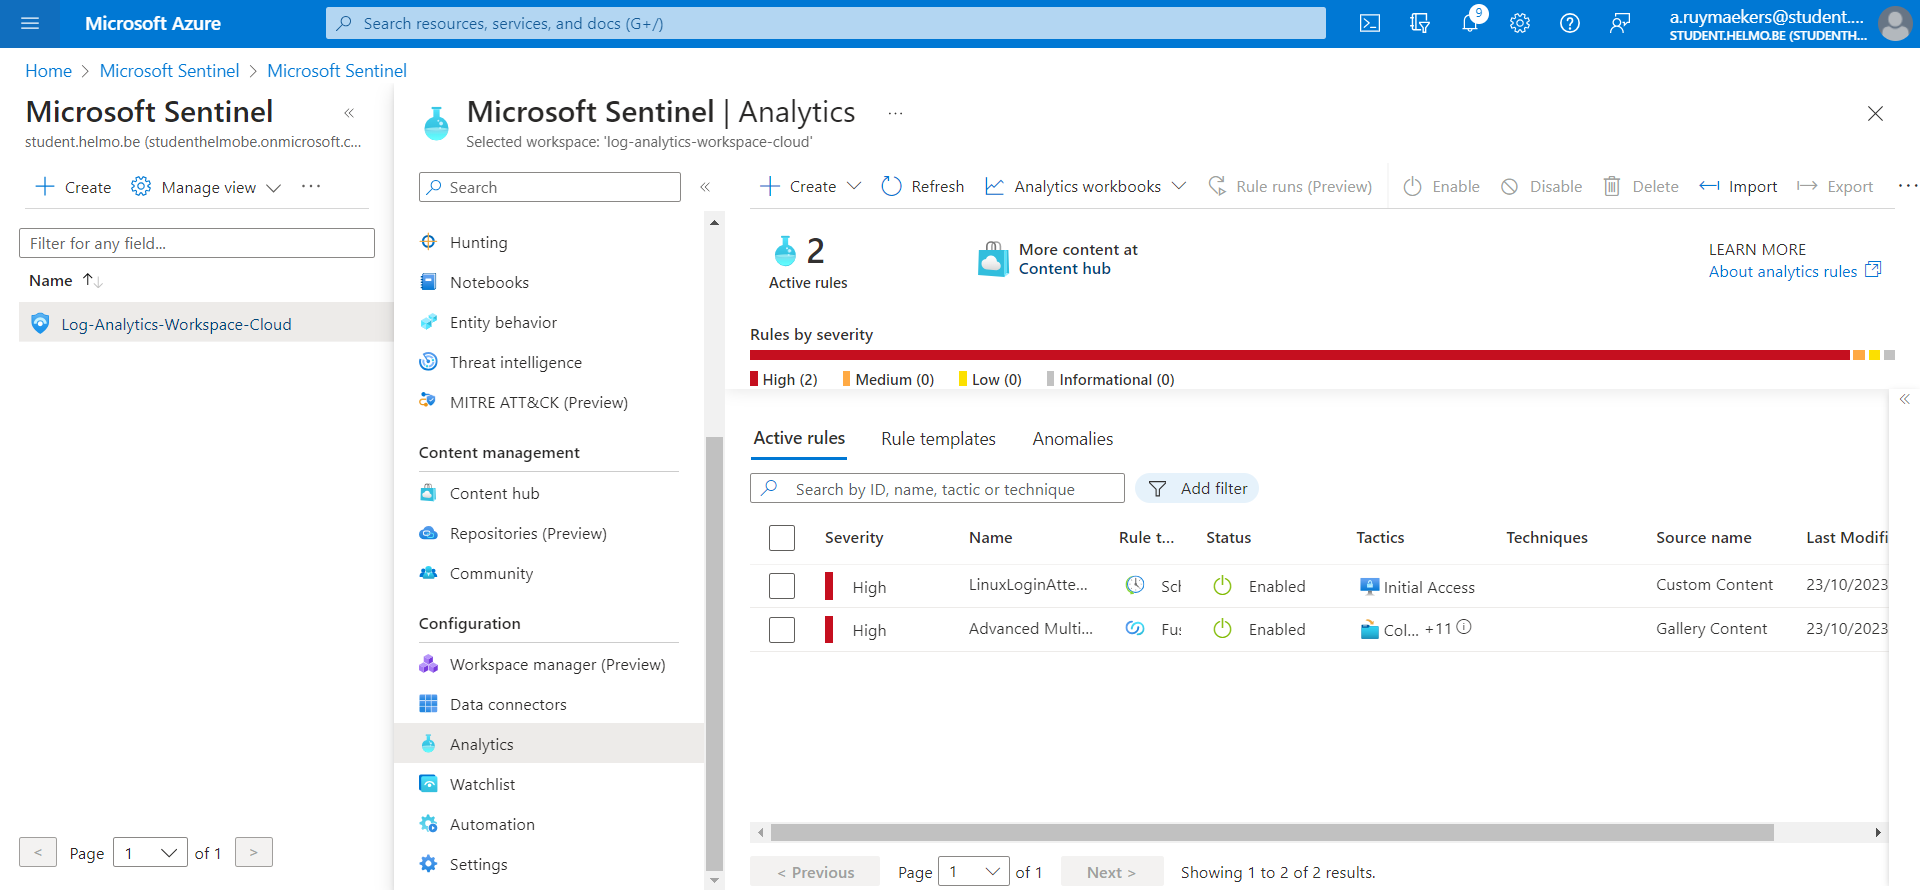 Microsoft Azure
Search resources, services, and docs (G+/)
9
a.ruymaekers@student....
STUDENT.HELMO.BE (STUDENTH...
Home > Microsoft Sentinel > Microsoft Sentinel
Microsoft Sentinel
student.helmo.be (studenthelmobe.onmicrosoft.c...
Create
Manage view
Filter for any field...
Name
Log-Analytics-Workspace-Cloud
< Page 1 of 1 >
Microsoft Sentinel | Analytics
Selected workspace: 'log-analytics-workspace-cloud'
Search
Hunting
Notebooks
Entity behavior
Threat intelligence
MITRE ATT&CK (Preview)
Content management
Content hub
Repositories (Preview)
Community
Configuration
Workspace manager (Preview)
Data connectors
Analytics
Watchlist
Automation
Settings
Create Refresh Analytics workbooks Rule runs (Preview) Enable Disable Delete Import Export
2
Active rules
More content at
Content hub
LEARN MORE
About analytics rules
Rules by severity
High (2) Medium (0) Low (0) Informational (0)
Active rules Rule templates Anomalies
Search by ID, name, tactic or technique
Add filter
Severity Name Rule t... Status Tactics Techniques Source name Last Modifi
High LinuxLoginAtte... Sch Enabled Initial Access Custom Content 23/10/2023
High Advanced Multi... Fus Enabled Col... +11 Gallery Content 23/10/2023
< Previous Page 1 of 1 Next > Showing 1 to 2 of 2 results.